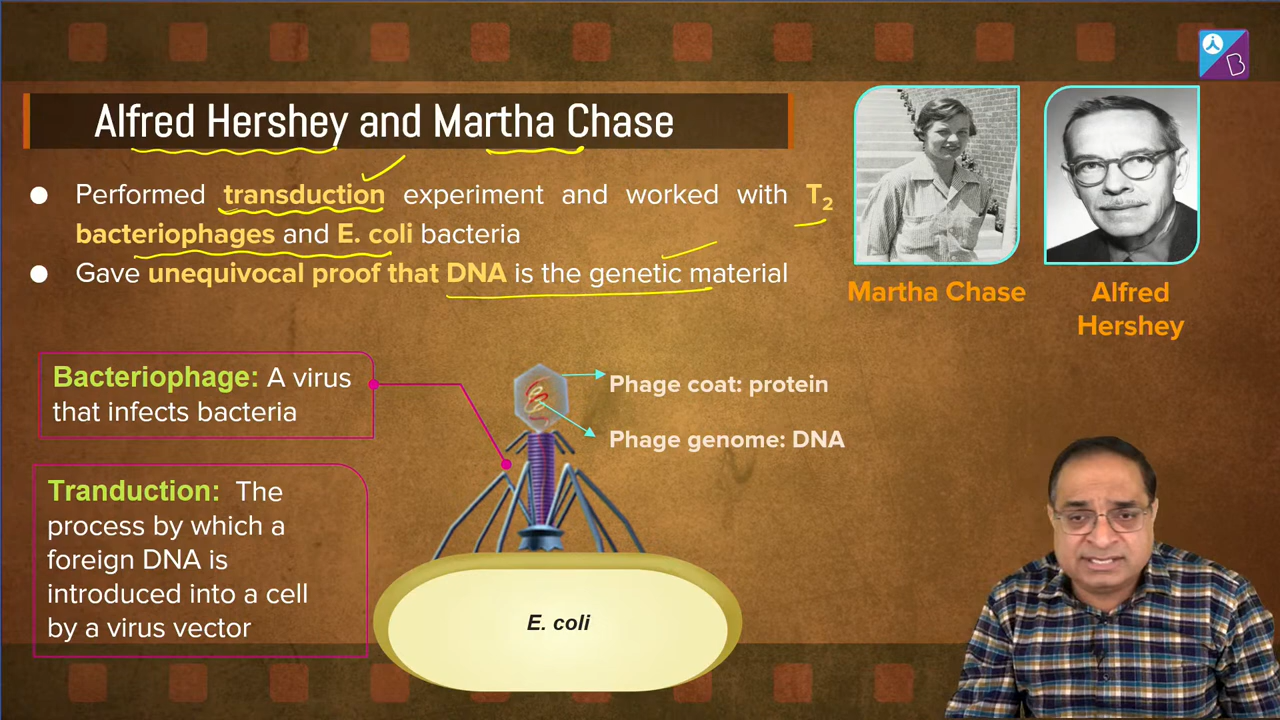 Alfred Hershey and Martha Chase
Performed transduction experiment and worked with T₂
bacteriophages and E. coli bacteria
Gave unequivocal proof that DNA is the genetic material
Martha Chase
Alfred
Hershey
Bacteriophage: A virus
that infects bacteria
Phage coat: protein
Phage genome: DNA
Tranduction: The
process by which a
foreign DNA is
introduced into a cell
by a virus vector
E. coli
B